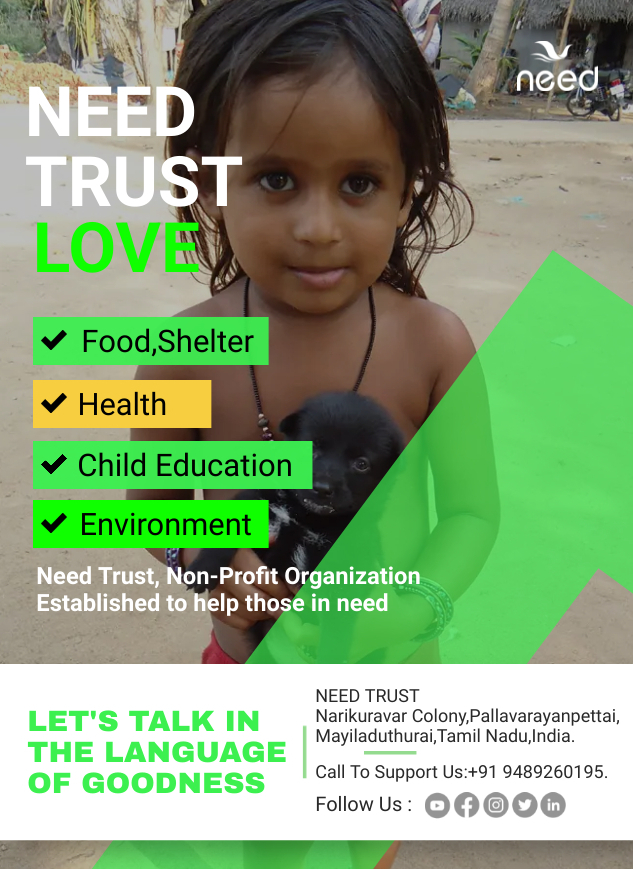 need
NEED
TRUST
LOVE
Food,Shelter
Health
Child Education
Environment
Need Trust, Non-Profit Organization
Established to help those in need
LET'S TALK IN
THE LANGUAGE
OF GOODNESS
NEED TRUST
Narikuravar Colony,Pallavarayanpettai,
Mayiladuthurai,Tamil Nadu,India.
Call To Support Us:+91 9489260195.
Follow Us :